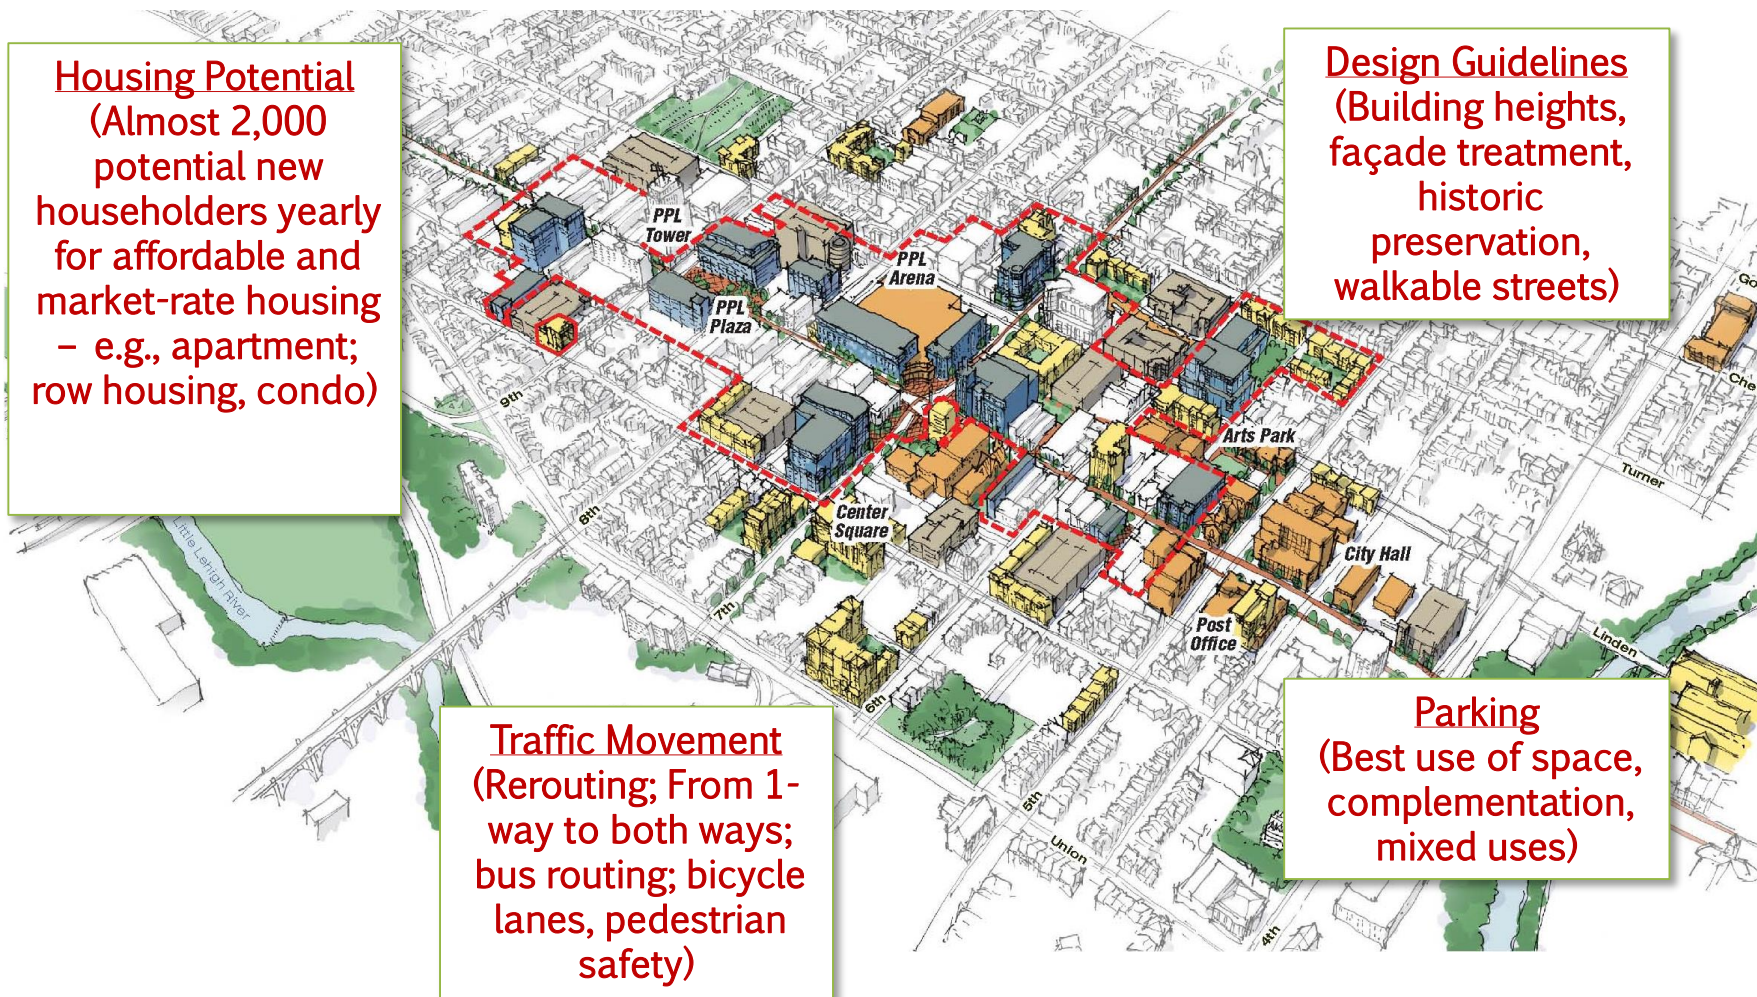 Housing Potential
(Almost 2,000
potential new
householders yearly
for affordable and
market-rate housing
– e.g., apartment;
row housing, condo)
Design Guidelines
(Building heights,
façade treatment,
historic
preservation,
walkable streets)
PPL
Tower
PPL
Plaza
PPL
Arena
Arts Park
Center
Square
City Hall
Post
Office
9th
8th
7th
6th
5th
4th
Union
Turner
Linden
Little Lehigh River
Traffic Movement
(Rerouting; From 1-
way to both ways;
bus routing; bicycle
lanes, pedestrian
safety)
Parking
(Best use of space,
complementation,
mixed uses)